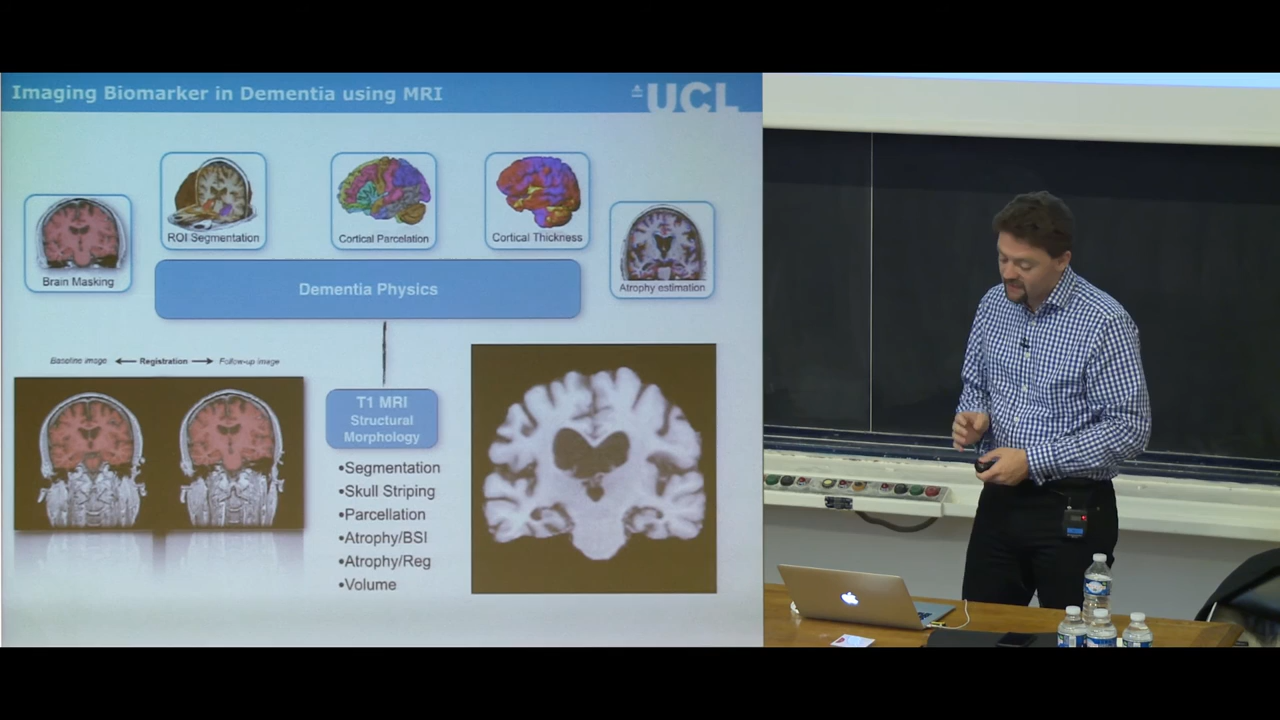 Imaging Biomarker in Dementia using MRI
UCL
ROI Segmentation
Cortical Parcelation
Cortical Thickness
Brain Masking
Atrophy estimation
Dementia Physics
Baseline image
Registration
Follow-up image
T1 MRI
Structural
Morphology
•Segmentation
•Skull Striping
•Parcellation
•Atrophy/BSI
•Atrophy/Reg
•Volume